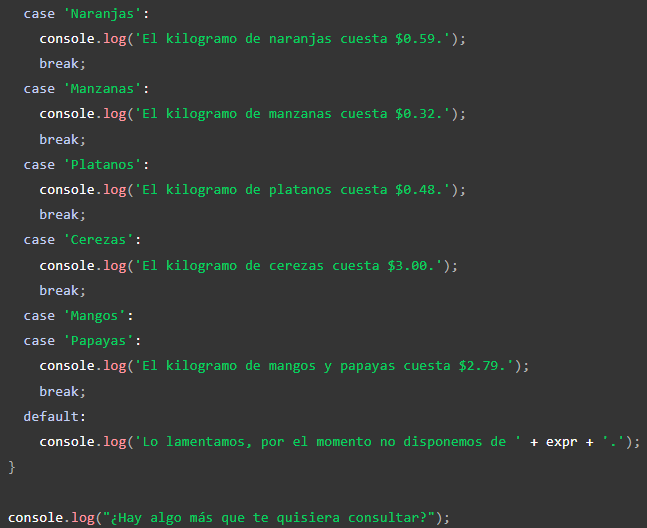 case 'Naranjas':
console.log('El kilogramo de naranjas cuesta $0.59.');
break;
case 'Manzanas':
console.log('El kilogramo de manzanas cuesta $0.32.');
break;
case 'Platanos':
console.log('El kilogramo de platanos cuesta $0.48.');
break;
case 'Cerezas':
console.log('El kilogramo de cerezas cuesta $3.00.');
break;
case 'Mangos':
case 'Papayas':
console.log('El kilogramo de mangos y papayas cuesta $2.79.');
break;
default:
console.log('Lo lamentamos, por el momento no disponemos de ' + expr + '.');
}
console.log("¿Hay algo más que te quisiera consultar?");